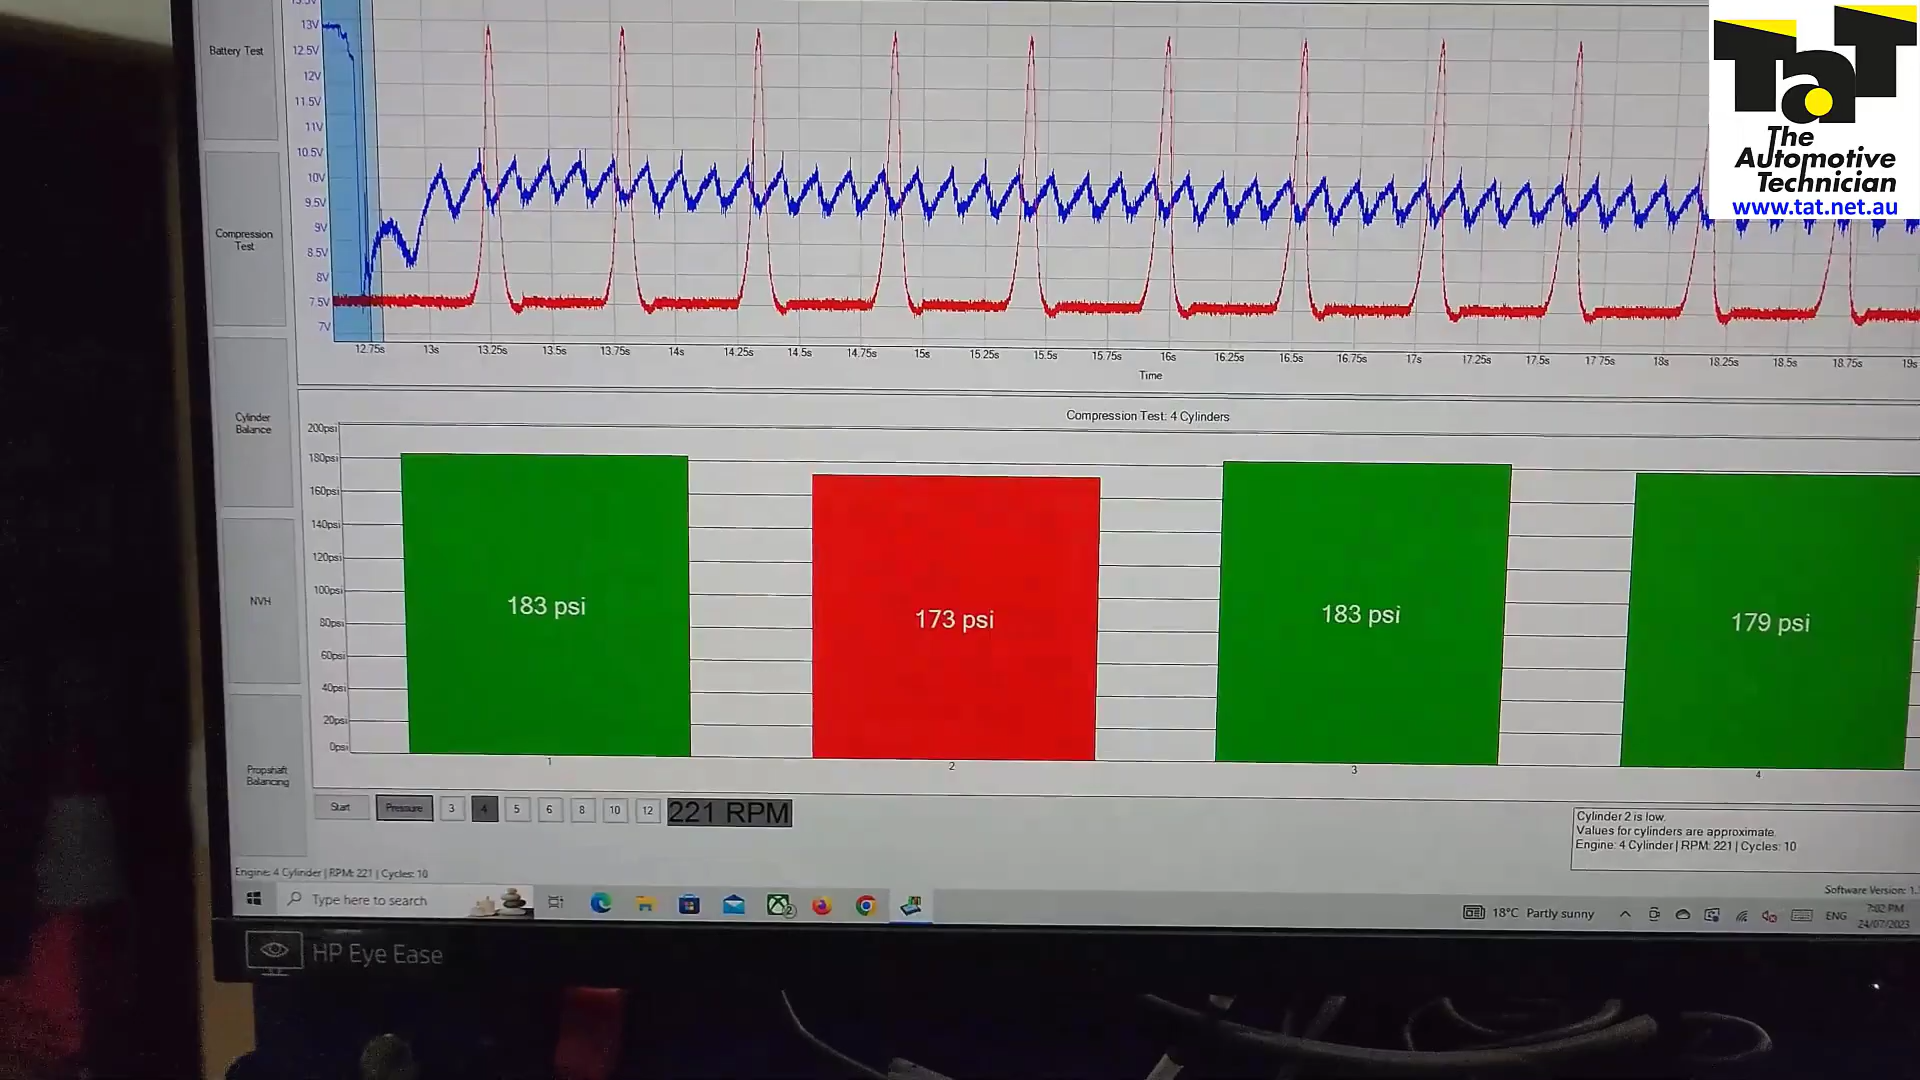 13.5V
13V
12.5V
12V
11.5V
11V
10.5V
10V
9.5V
9V
8.5V
8V
7.5V
7V
12.75s 13s 13.25s 13.5s 13.75s 14s 14.25s 14.5s 14.75s 15s 15.25s 15.5s 15.75s 16s 16.25s 16.5s 16.75s 17s 17.25s 17.5s 17.75s 18s 18.25s 18.5s 18.75s 19s
Time
Battery Test
Compression
Test
Cylinder
Balance
NVH
Propshaft
Balancing
TaT
The
Automotive
Technician
www.tat.net.au
Compression Test: 4 Cylinders
200psi
180psi
160psi
140psi
120psi
100psi
80psi
60psi
40psi
20psi
0psi
183 psi
173 psi
183 psi
179 psi
1 2 3 4
Start Pressure 3 4 5 6 8 10 12 221 RPM
Cylinder 2 is low.
Values for cylinders are approximate.
Engine: 4 Cylinder | RPM: 221 | Cycles: 10
Engine: 4 Cylinder | RPM: 221 | Cycles: 10
Software Version: 1.
Type here to search
2
18°C Partly sunny
ENG
7:02 PM
24/07/2023
HP Eye Ease